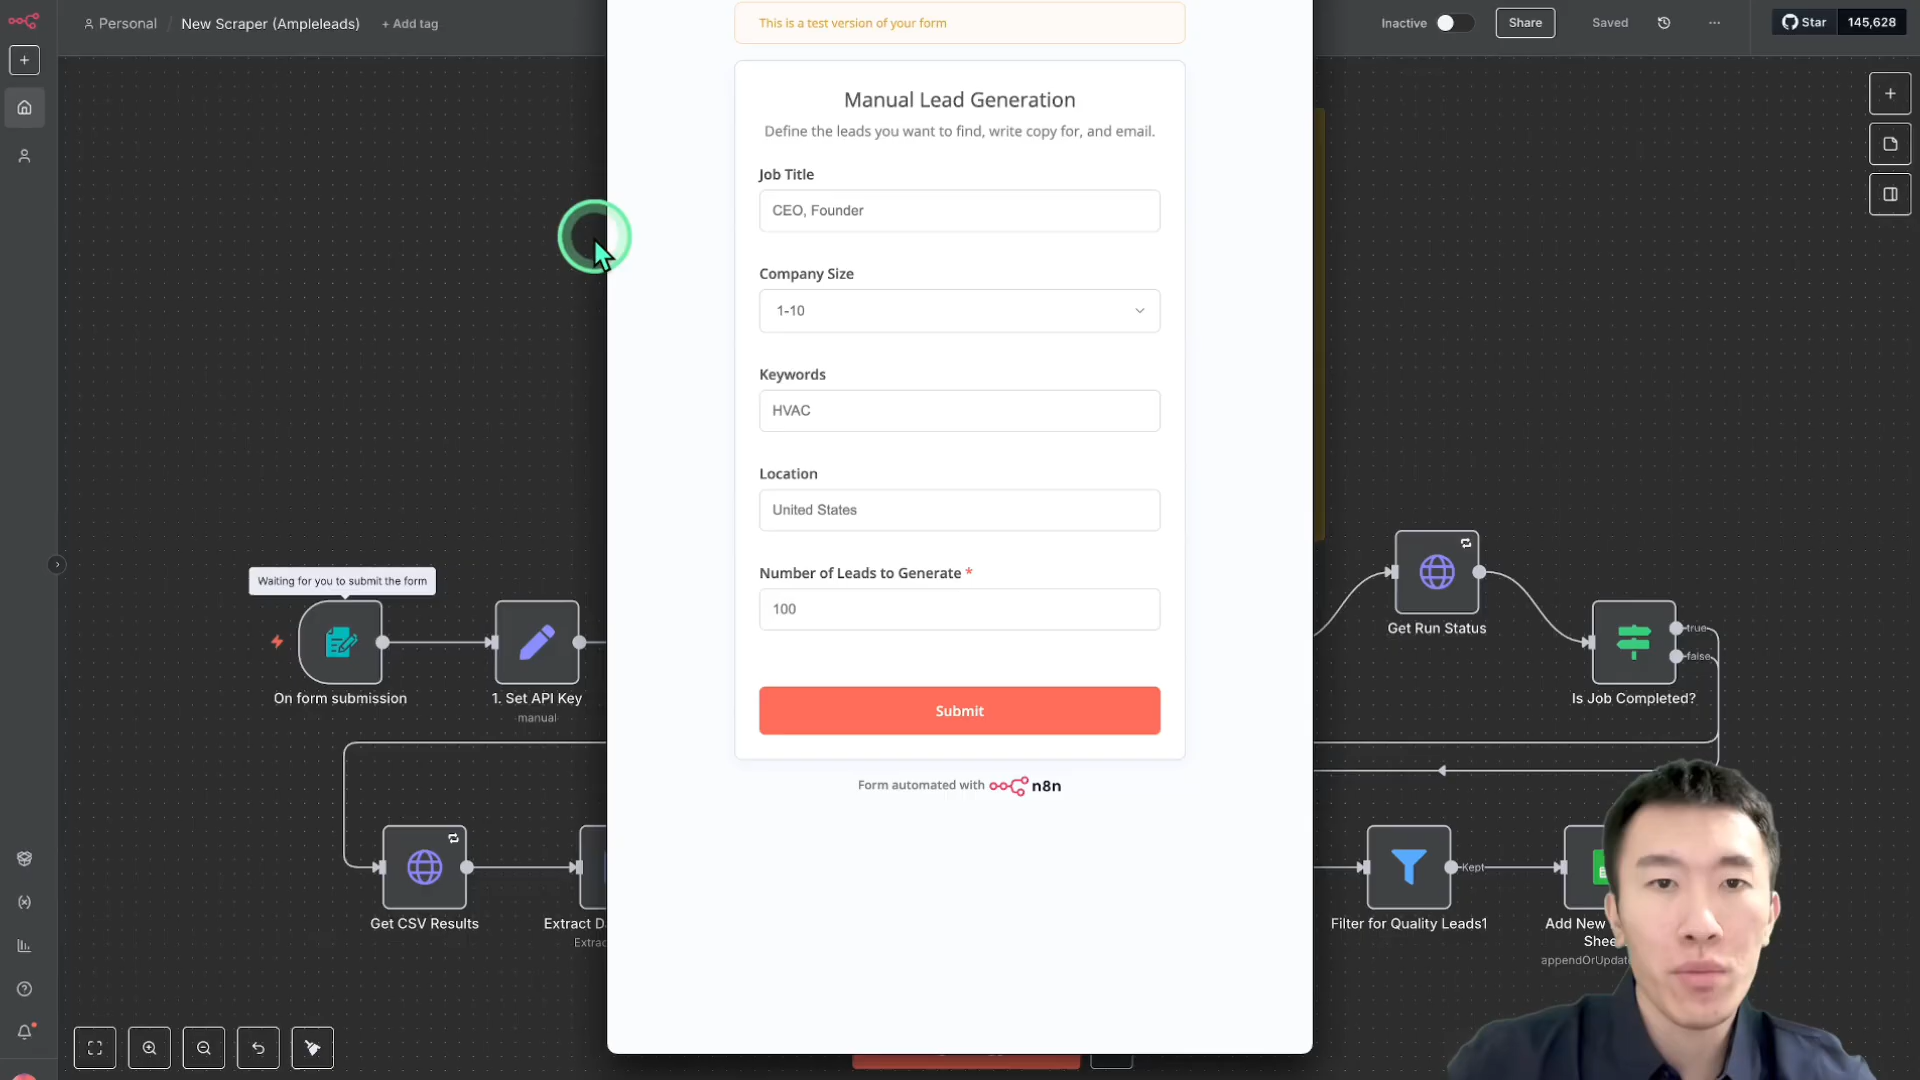 Personal / New Scraper (Ampleads) + Add tag
Inactive
Share
Saved
Star 145,628
This is a test version of your form
Manual Lead Generation
Define the leads you want to find, write copy for, and email.
Job Title
CEO, Founder
Company Size
1-10
Keywords
HVAC
Location
United States
Number of Leads to Generate *
100
Submit
Form automated with n8n
Waiting for you to submit the form
On form submission
1. Set API Key
manual
Get Run Status
true
false
Is Job Completed?
Get CSV Results
Extract D
Extrac
Kept
Filter for Quality Leads1
Add New
Shee
appendOrUpdat